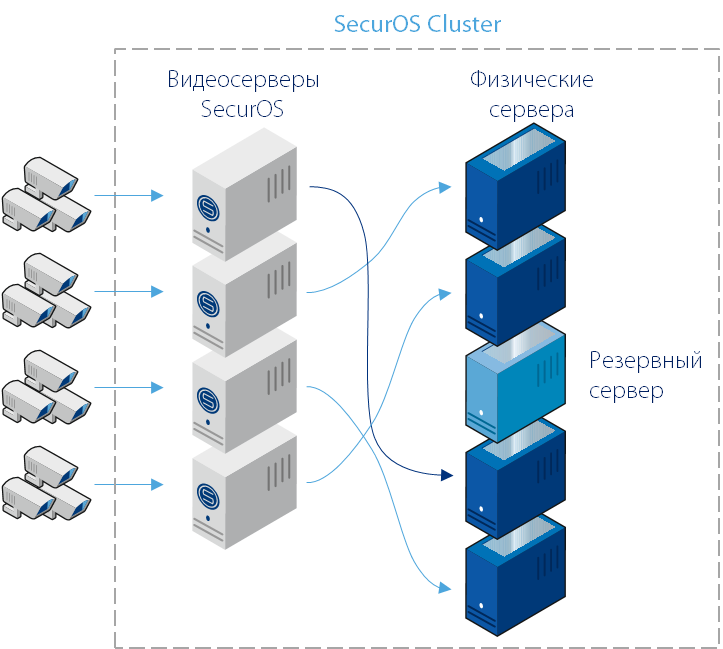 SecurOS Cluster
Видеосерверы
SecurOS
Физические
сервера
Резервный
сервер